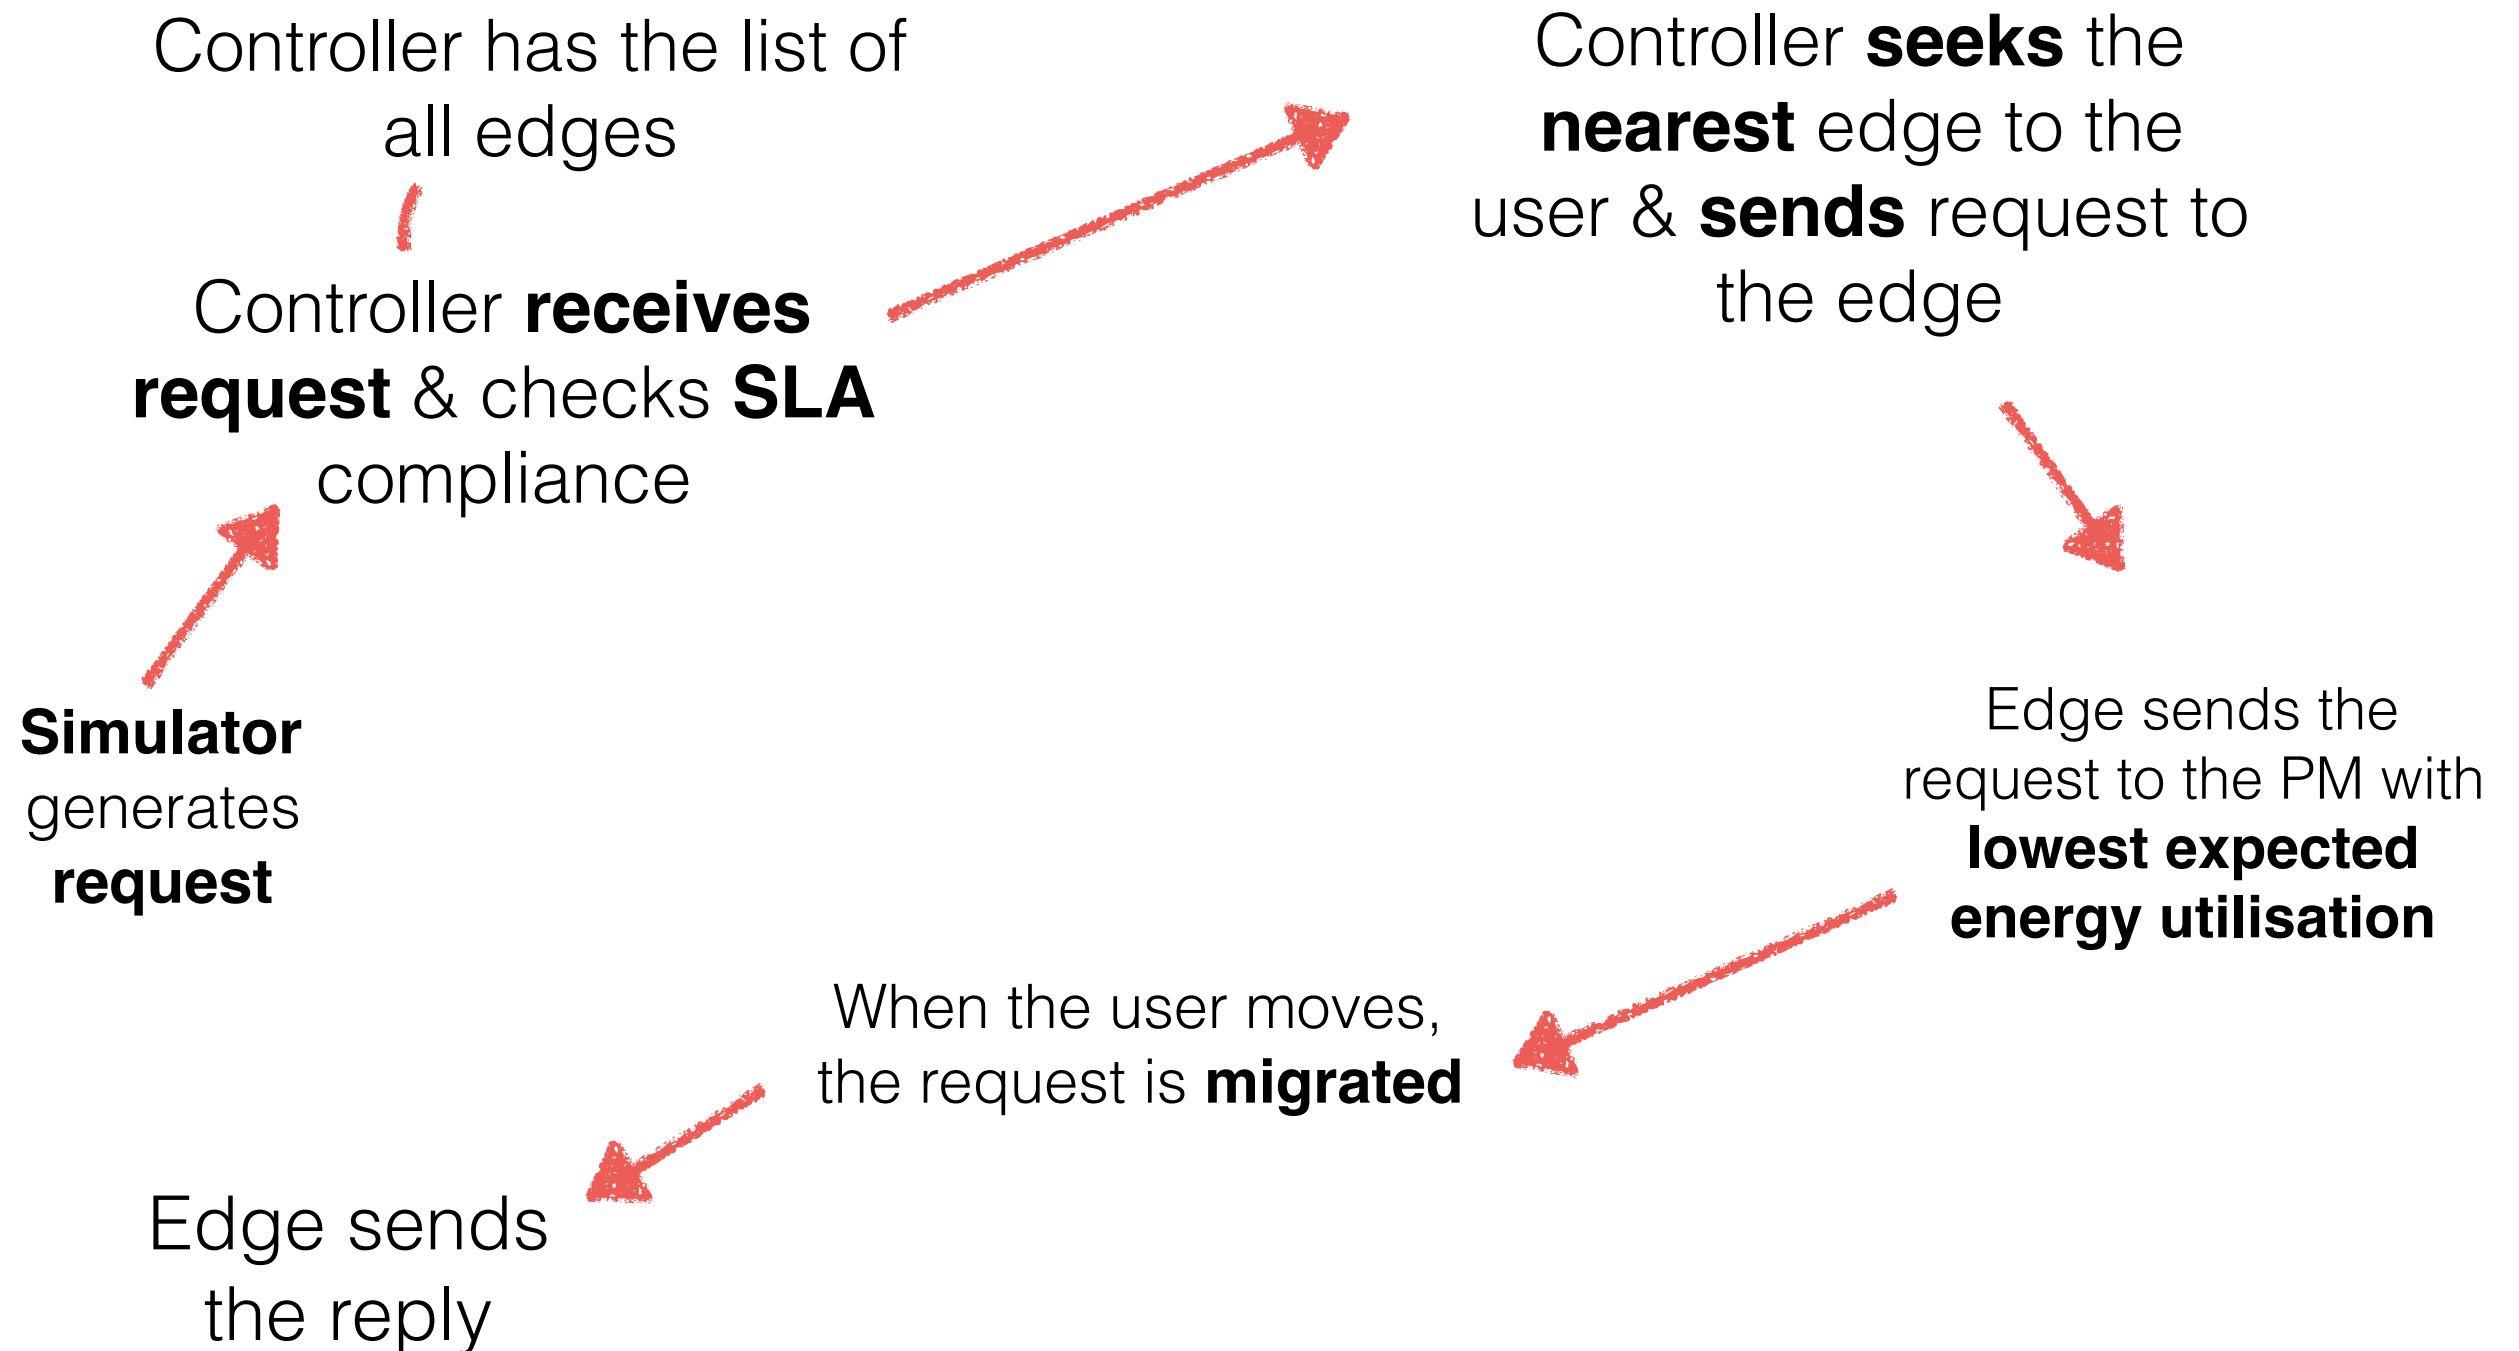 Controller has the list of
all edges
Controller receives
request & checks SLA
compliance
Controller seeks the
nearest edge to the
user & sends request to
the edge
Simulator
generates
request
Edge sends the
request to the PM with
lowest expected
energy utilisation
When the user moves,
the request is migrated
Edge sends
the reply